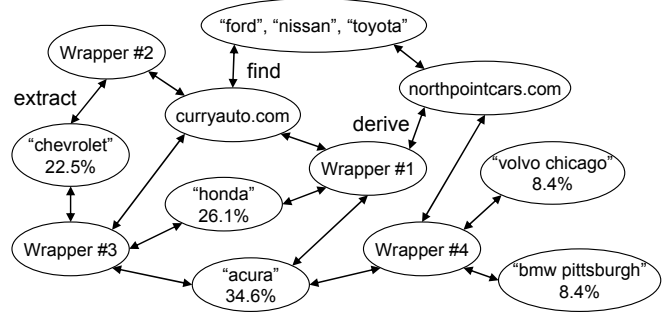 “ford”, “nissan”, “toyota”
Wrapper #2
find
northpointcars.com
extract
curryauto.com
derive
“chevrolet”
22.5%
Wrapper #1
“volvo chicago”
8.4%
“honda”
26.1%
Wrapper #3
Wrapper #4
“acura”
34.6%
“bmw pittsburgh”
8.4%